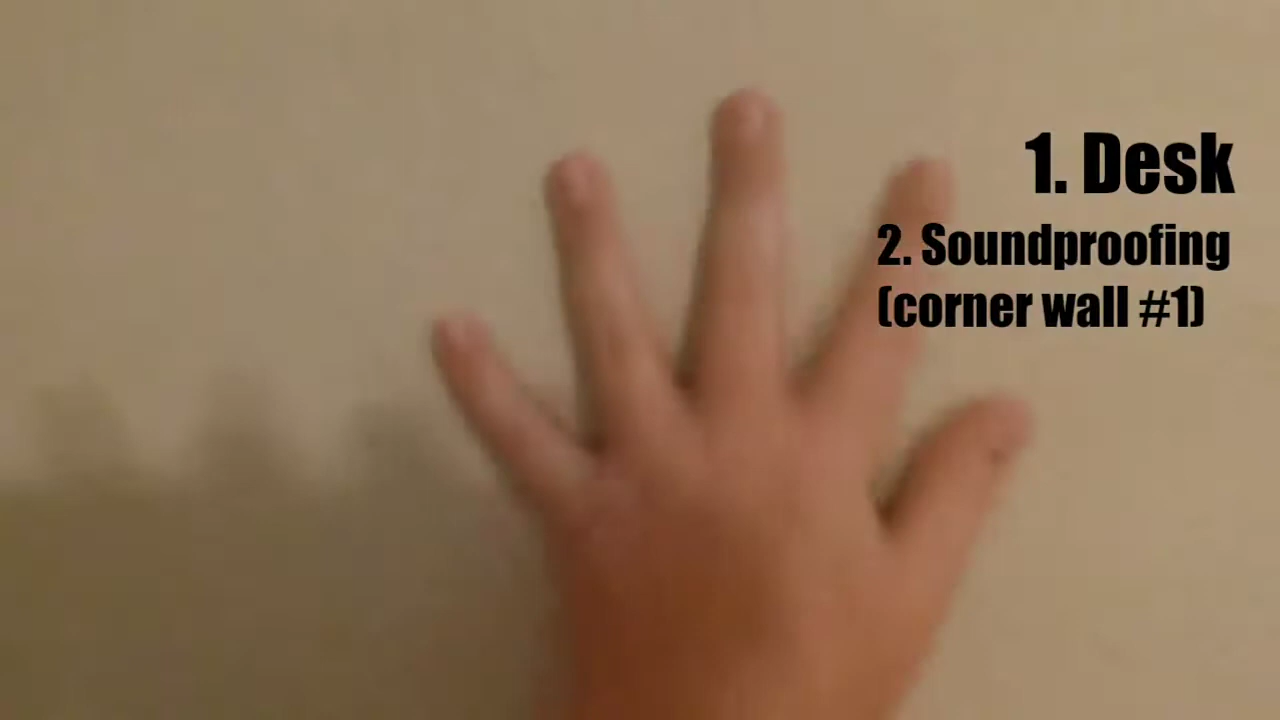 1. Desk
2. Soundproofing
(corner wall #1)